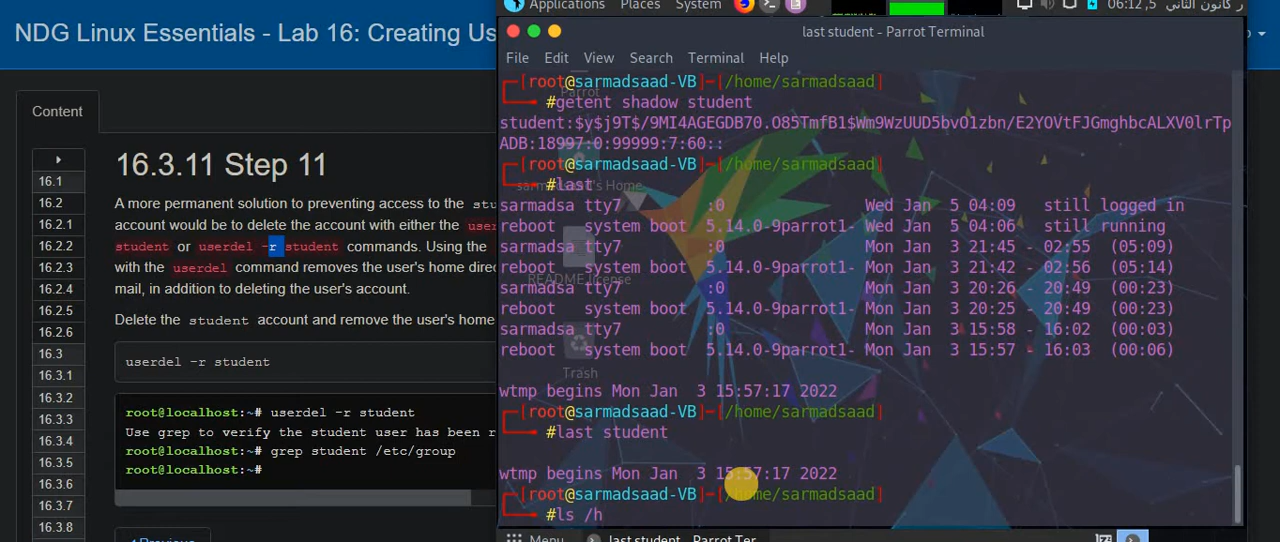 NDG Linux Essentials - Lab 16: Creating Us
Content
16.1
16.2
16.2.1
16.2.2
16.2.3
16.2.4
16.2.5
16.2.6
16.3
16.3.1
16.3.2
16.3.3
16.3.4
16.3.5
16.3.6
16.3.7
16.3.8
16.3.11 Step 11
A more permanent solution to preventing access to the stu
account would be to delete the account with either the user
student or userdel -r student commands. Using the
with the userdel command removes the user's home direc
mail, in addition to deleting the user's account.
Delete the student account and remove the user's home
userdel -r student
root@localhost:~# userdel -r student
Use grep to verify the student user has been r
root@localhost:~# grep student /etc/group
root@localhost:~#
Previous
Applications Places System
ر كانون الثاني 5, 06:12
last student - Parrot Terminal
File Edit View Search Terminal Help
[root@sarmadsaad-VB]-[/home/sarmadsaad]
#getent shadow student
student:$y$j9T$/9MI4AGEGDB70.O85TmfB1$Wm9WzUUD5bvO1zbn/E2YOVtFJGmghbcALXV0lrTp
ADB:18997:0:99999:7:60::
[root@sarmadsaad-VB]-[/home/sarmadsaad]
#last
sarmadsa tty7 :0 Wed Jan 5 04:09 still logged in
reboot system boot 5.14.0-9parrot1- Wed Jan 5 04:06 still running
sarmadsa tty7 :0 Mon Jan 3 21:45 - 02:55 (05:09)
reboot system boot 5.14.0-9parrot1- Mon Jan 3 21:42 - 02:56 (05:14)
sarmadsa tty7 :0 Mon Jan 3 20:26 - 20:49 (00:23)
reboot system boot 5.14.0-9parrot1- Mon Jan 3 20:25 - 20:49 (00:23)
sarmadsa tty7 :0 Mon Jan 3 15:58 - 16:02 (00:03)
reboot system boot 5.14.0-9parrot1- Mon Jan 3 15:57 - 16:03 (00:06)
wtmp begins Mon Jan 3 15:57:17 2022
[root@sarmadsaad-VB]-[/home/sarmadsaad]
#last student
wtmp begins Mon Jan 3 15:57:17 2022
[root@sarmadsaad-VB]-[/home/sarmadsaad]
#ls /h
Parrot
README.license
Trash
Menu
last student - Parrot Ter